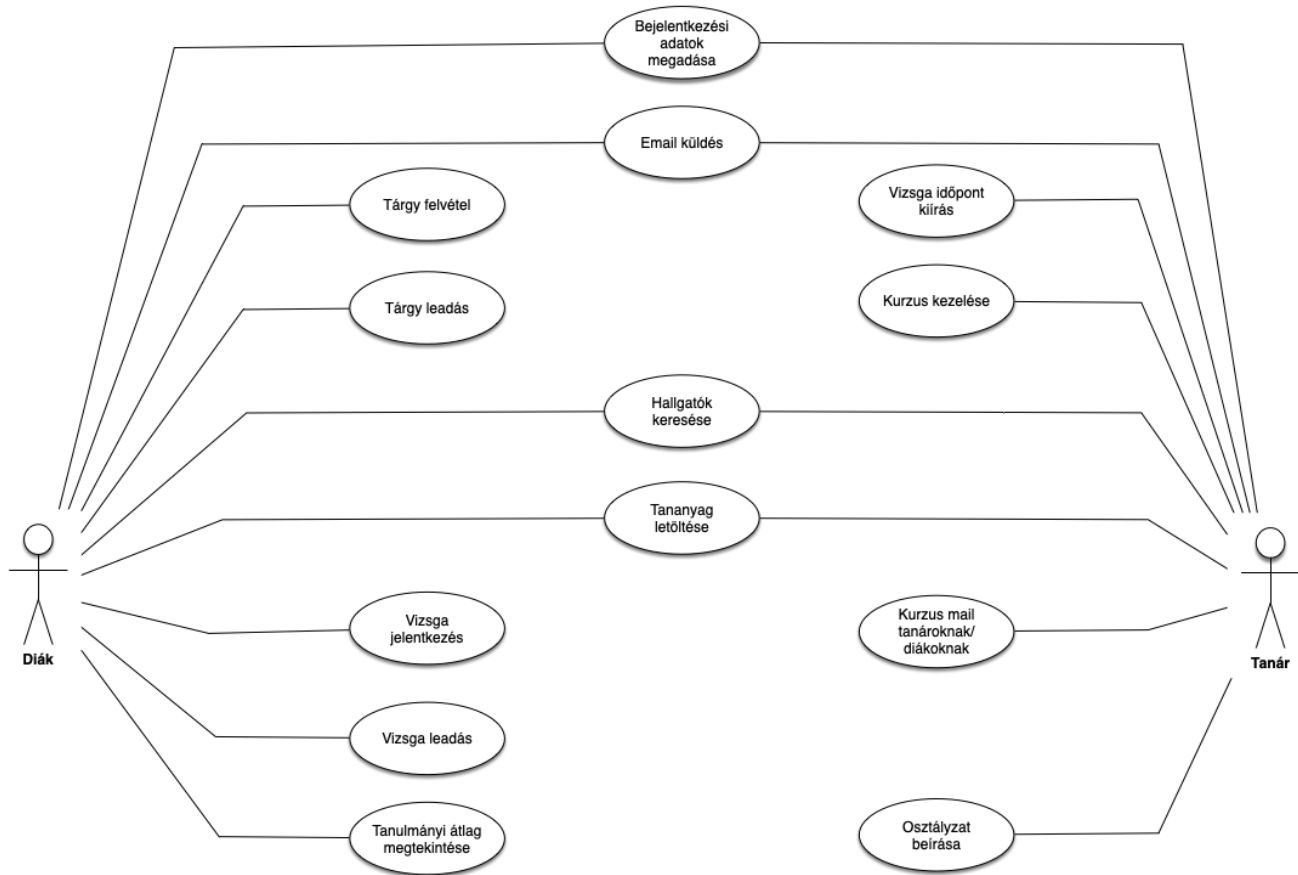 Bejelentkezési
adatok
megadása
Email küldés
Tárgy felvétel
Vizsga időpont
kiírás
Tárgy leadás
Kurzus kezelése
Hallgatók
keresése
Tananyag
letöltése
Vizsga
jelentkezés
Kurzus mail
tanároknak/
diákoknak
Diák
Tanár
Vizsga leadás
Tanulmányi átlag
megtekintése
Osztályzat
beírása